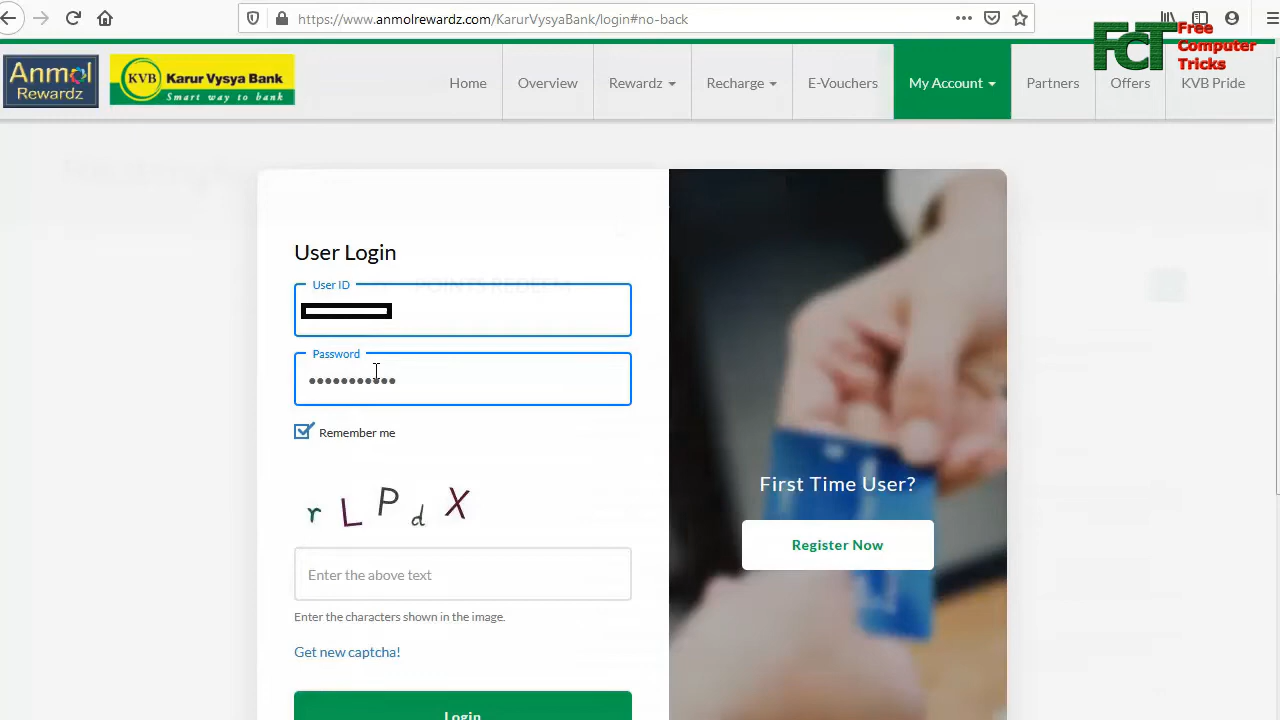 https://www.anmolrewardz.com/KarurVysyaBank/login#no-back
Free
Computer
Tricks
FCT
Anmol
Rewardz
KVB
Karur Vysya Bank
Smart way to bank
Home
Overview
Rewardz
Recharge
E-Vouchers
My Account
Partners
Offers
KVB Pride
POINTS REDEEM
User Login
User ID
Password
Remember me
r L P d X
Enter the above text
Enter the characters shown in the image.
Get new captcha!
Login
First Time User?
Register Now